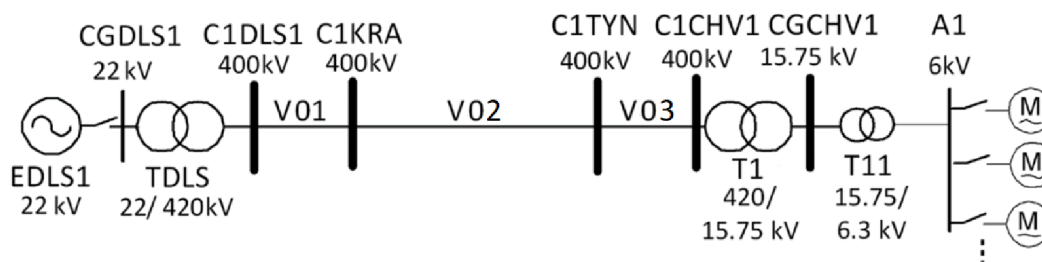 CGDLS1
22 kV
C1DLS1
400kV
C1KRA
400kV
C1TYN
400kV
C1CHV1
400kV
CGCHV1
15.75 kV
A1
6kV
V01
V02
V03
EDLS1
22 kV
TDLS
22/ 420kV
T1
420/
15.75 kV
T11
15.75/
6.3 kV
M
M
M